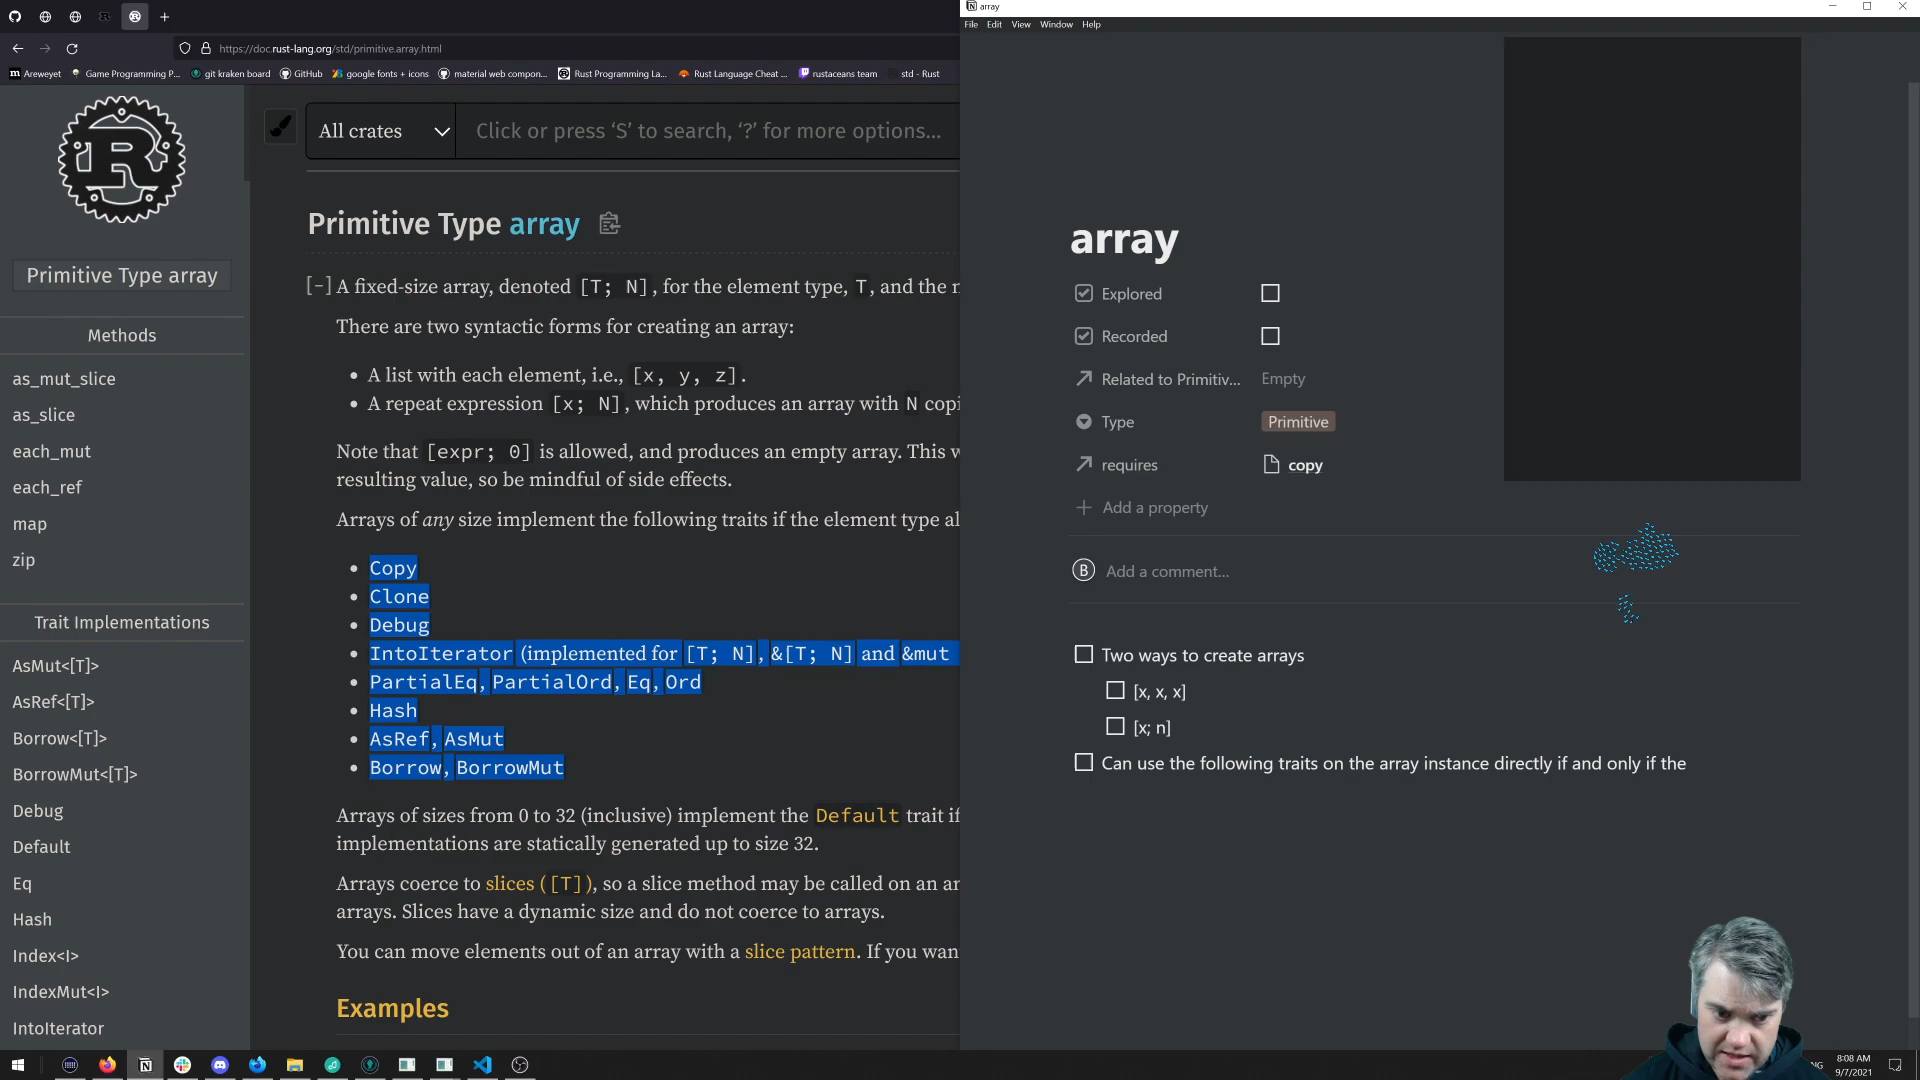 https://doc.rust-lang.org/std/primitive.array.html
Areweyet
Game Programming P...
git kraken board
GitHub
google fonts + icons
material web compon...
Rust Programming La...
Rust Language Cheat ...
rustaceans team
std - Rust
R
Primitive Type array
Methods
as_mut_slice
as_slice
each_mut
each_ref
map
zip
Trait Implementations
AsMut<[T]>
AsRef<[T]>
Borrow<[T]>
BorrowMut<[T]>
Debug
Default
Eq
Hash
Index<I>
IndexMut<I>
IntoIterator
All crates
Click or press ‘S’ to search, ‘?’ for more options...
Primitive Type array
[-] A fixed-size array, denoted [T; N], for the element type, T, and the
There are two syntactic forms for creating an array:
• A list with each element, i.e., [x, y, z].
• A repeat expression [x; N], which produces an array with N copi
Note that [expr; 0] is allowed, and produces an empty array. This
resulting value, so be mindful of side effects.
Arrays of any size implement the following traits if the element type al
• Copy
• Clone
• Debug
• IntoIterator (implemented for [T; N], &[T; N] and &mut
• PartialEq, PartialOrd, Eq, Ord
• Hash
• AsRef, AsMut
• Borrow, BorrowMut
Arrays of sizes from 0 to 32 (inclusive) implement the Default trait if
implementations are statically generated up to size 32.
Arrays coerce to slices ([T]), so a slice method may be called on an ar
arrays. Slices have a dynamic size and do not coerce to arrays.
You can move elements out of an array with a slice pattern. If you wan
Examples
array
File Edit View Window Help
array
Explored
Recorded
Related to Primitiv... Empty
Type Primitive
requires copy
Add a property
B Add a comment...
Two ways to create arrays
[x, x, x]
[x; n]
Can use the following traits on the array instance directly if and only if the
8:08 AM
9/7/2021